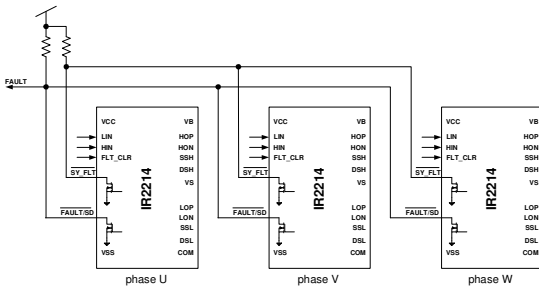 FAULT
VCC
VB
LIN
HOP
HIN
HON
FLT_CLR
SSH
DSH
SY_FLT
VS
IR2214
LOP
FAULT/SD
LON
SSL
DSL
VSS
COM
phase U
VCC
VB
LIN
HOP
HIN
HON
FLT_CLR
SSH
DSH
SY_FLT
VS
IR2214
LOP
FAULT/SD
LON
SSL
DSL
VSS
COM
phase V
VCC
VB
LIN
HOP
HIN
HON
FLT_CLR
SSH
DSH
SY_FLT
VS
IR2214
LOP
FAULT/SD
LON
SSL
DSL
VSS
COM
phase W